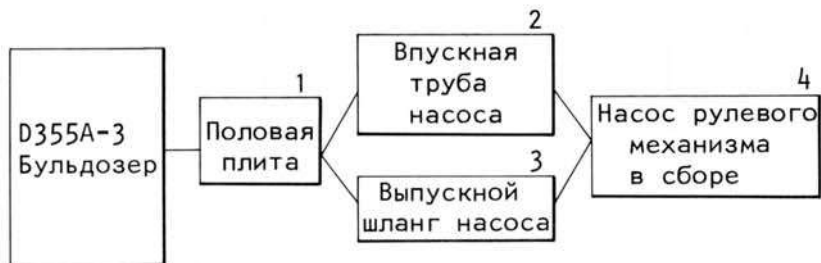 D355A-3
Бульдозер
1
Половая
плита
2
Впускная
труба
насоса
3
Выпускной
шланг насоса
4
Насос рулевого
механизма
в сборе